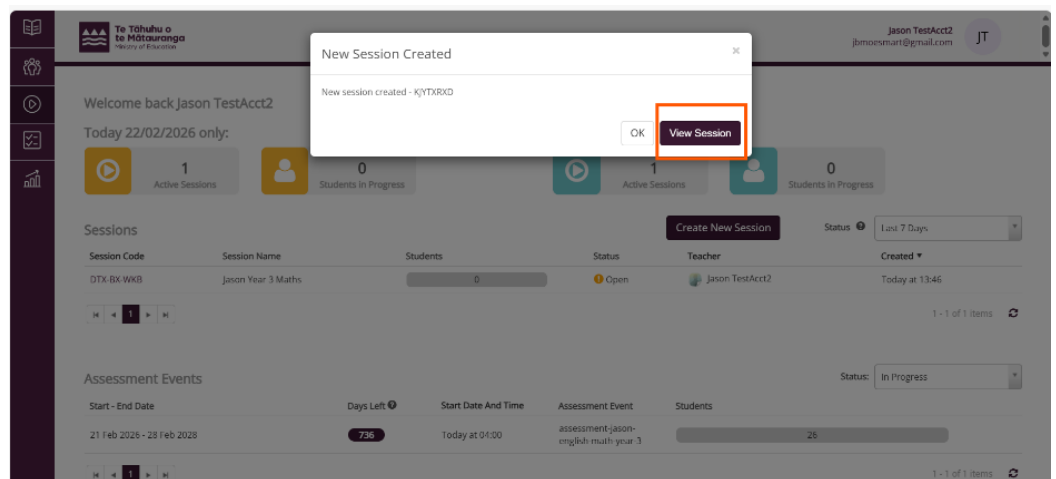 Te Tāhuhu o
te Mātauranga
Ministry of Education
Jason TestAcct2
jbmoesmart@gmail.com
JT
New Session Created
×
New session created - KJYTXRXD
OK
View Session
Welcome back Jason TestAcct2
Today 22/02/2026 only:
1
Active Sessions
0
Students in Progress
1
Active Sessions
0
Students in Progress
Sessions
Create New Session
Status
Last 7 Days
Session Code Session Name Students Status Teacher Created
DTX-BX-WKB Jason Year 3 Maths 0 Open Jason TestAcct2 Today at 13:46
1
1 - 1 of 1 items
Assessment Events
Status:
In Progress
Start - End Date Days Left Start Date And Time Assessment Event Students
21 Feb 2026 - 28 Feb 2028 736 Today at 04:00 assessment-jason-
english-math-year-3 26
1
1 - 1 of 1 items